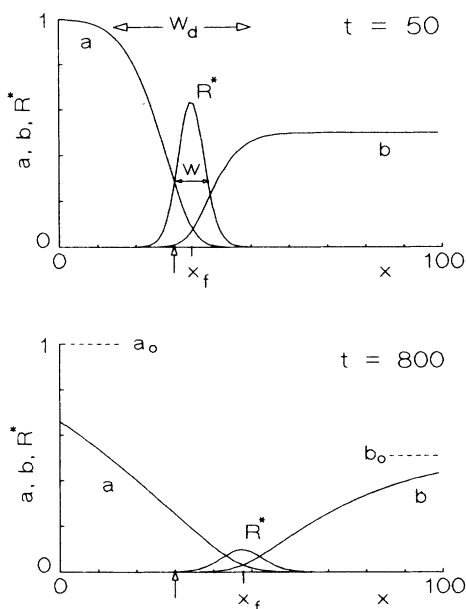 W_d
t = 50
1
a
R*
a, b, R*
W
b
0
0
x_f
x
100
1
a_o
t = 800
a, b, R*
b_o
a
R*
b
0
0
x_f
x
100